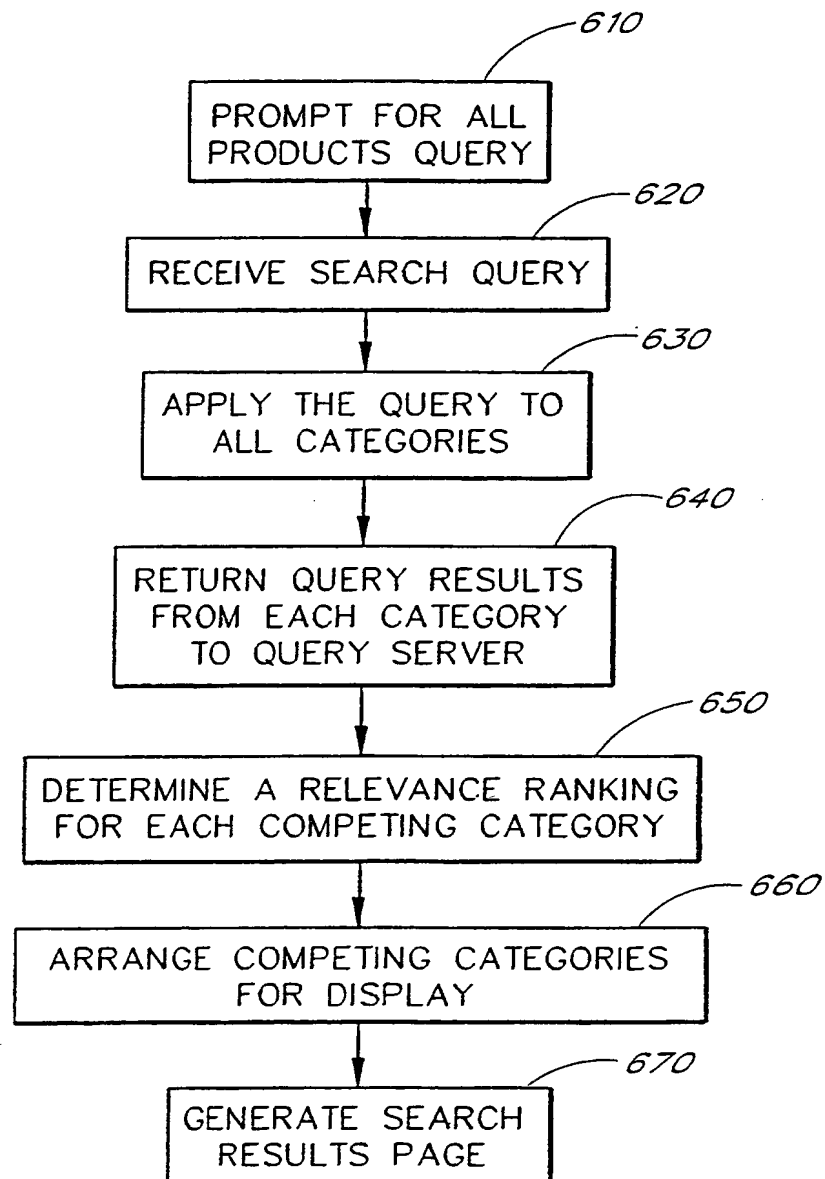 610
PROMPT FOR ALL
PRODUCTS QUERY
620
RECEIVE SEARCH QUERY
630
APPLY THE QUERY TO
ALL CATEGORIES
640
RETURN QUERY RESULTS
FROM EACH CATEGORY
TO QUERY SERVER
650
DETERMINE A RELEVANCE RANKING
FOR EACH COMPETING CATEGORY
660
ARRANGE COMPETING CATEGORIES
FOR DISPLAY
670
GENERATE SEARCH
RESULTS PAGE